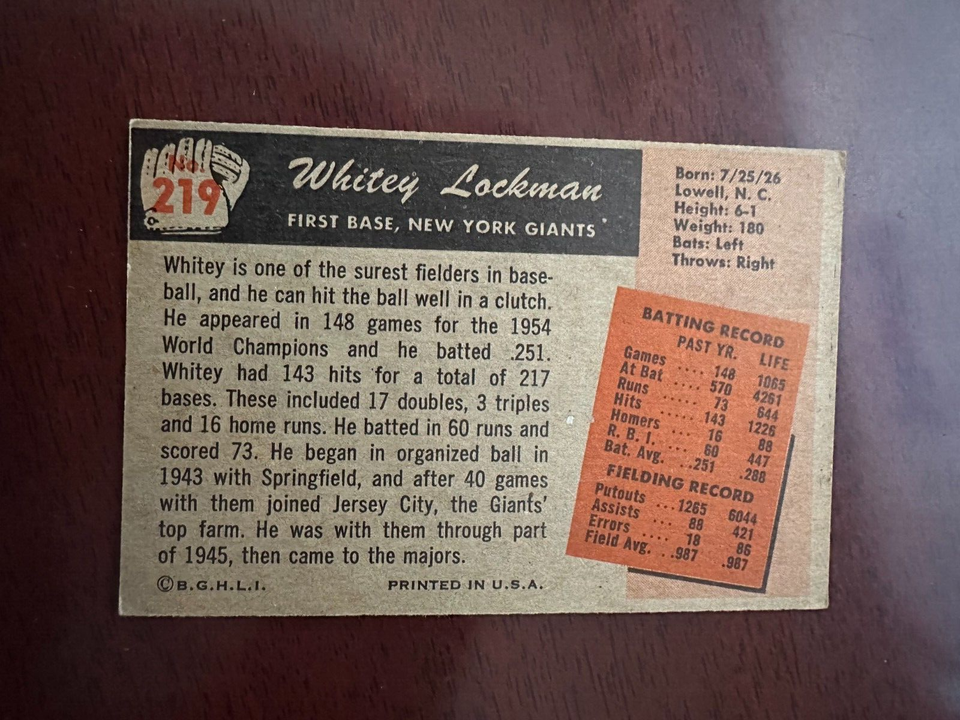 No.
219
Whitey Lockman
FIRST BASE, NEW YORK GIANTS
Whitey is one of the surest fielders in base-
ball, and he can hit the ball well in a clutch.
He appeared in 148 games for the 1954
World Champions and he batted .251.
Whitey had 143 hits for a total of 217
bases. These included 17 doubles, 3 triples
and 16 home runs. He batted in 60 runs and
scored 73. He began in organized ball in
1943 with Springfield, and after 40 games
with them joined Jersey City, the Giants'
top farm. He was with them through part
of 1945, then came to the majors.
©B.G.H.L.I. PRINTED IN U.S.A.
Born: 7/25/26
Lowell, N. C.
Height: 6-1
Weight: 180
Bats: Left
Throws: Right
BATTING RECORD
PAST YR. LIFE
Games .... 148 1065
At Bat .... 570 4261
Runs ..... 73 644
Hits ..... 143 1226
Homers .... 16 88
R. B. I. .... 60 447
Bat. Avg. ..251 .288
FIELDING RECORD
Putouts ... 1265 6044
Assists ... 88 421
Errors ... 18 86
Field Avg. ..987 .987